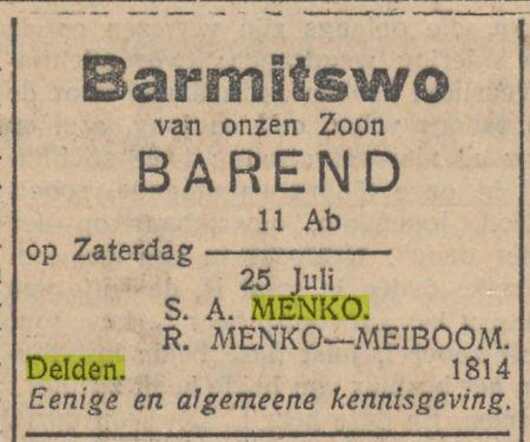 Barmitswo
van onzen Zoon
BAREND
11 Ab
op Zaterdag
25 Juli
S. A. MENKO.
R. MENKO—MEIBOOM.
Delden. 1814
Eenige en algemeene kennisgeving.